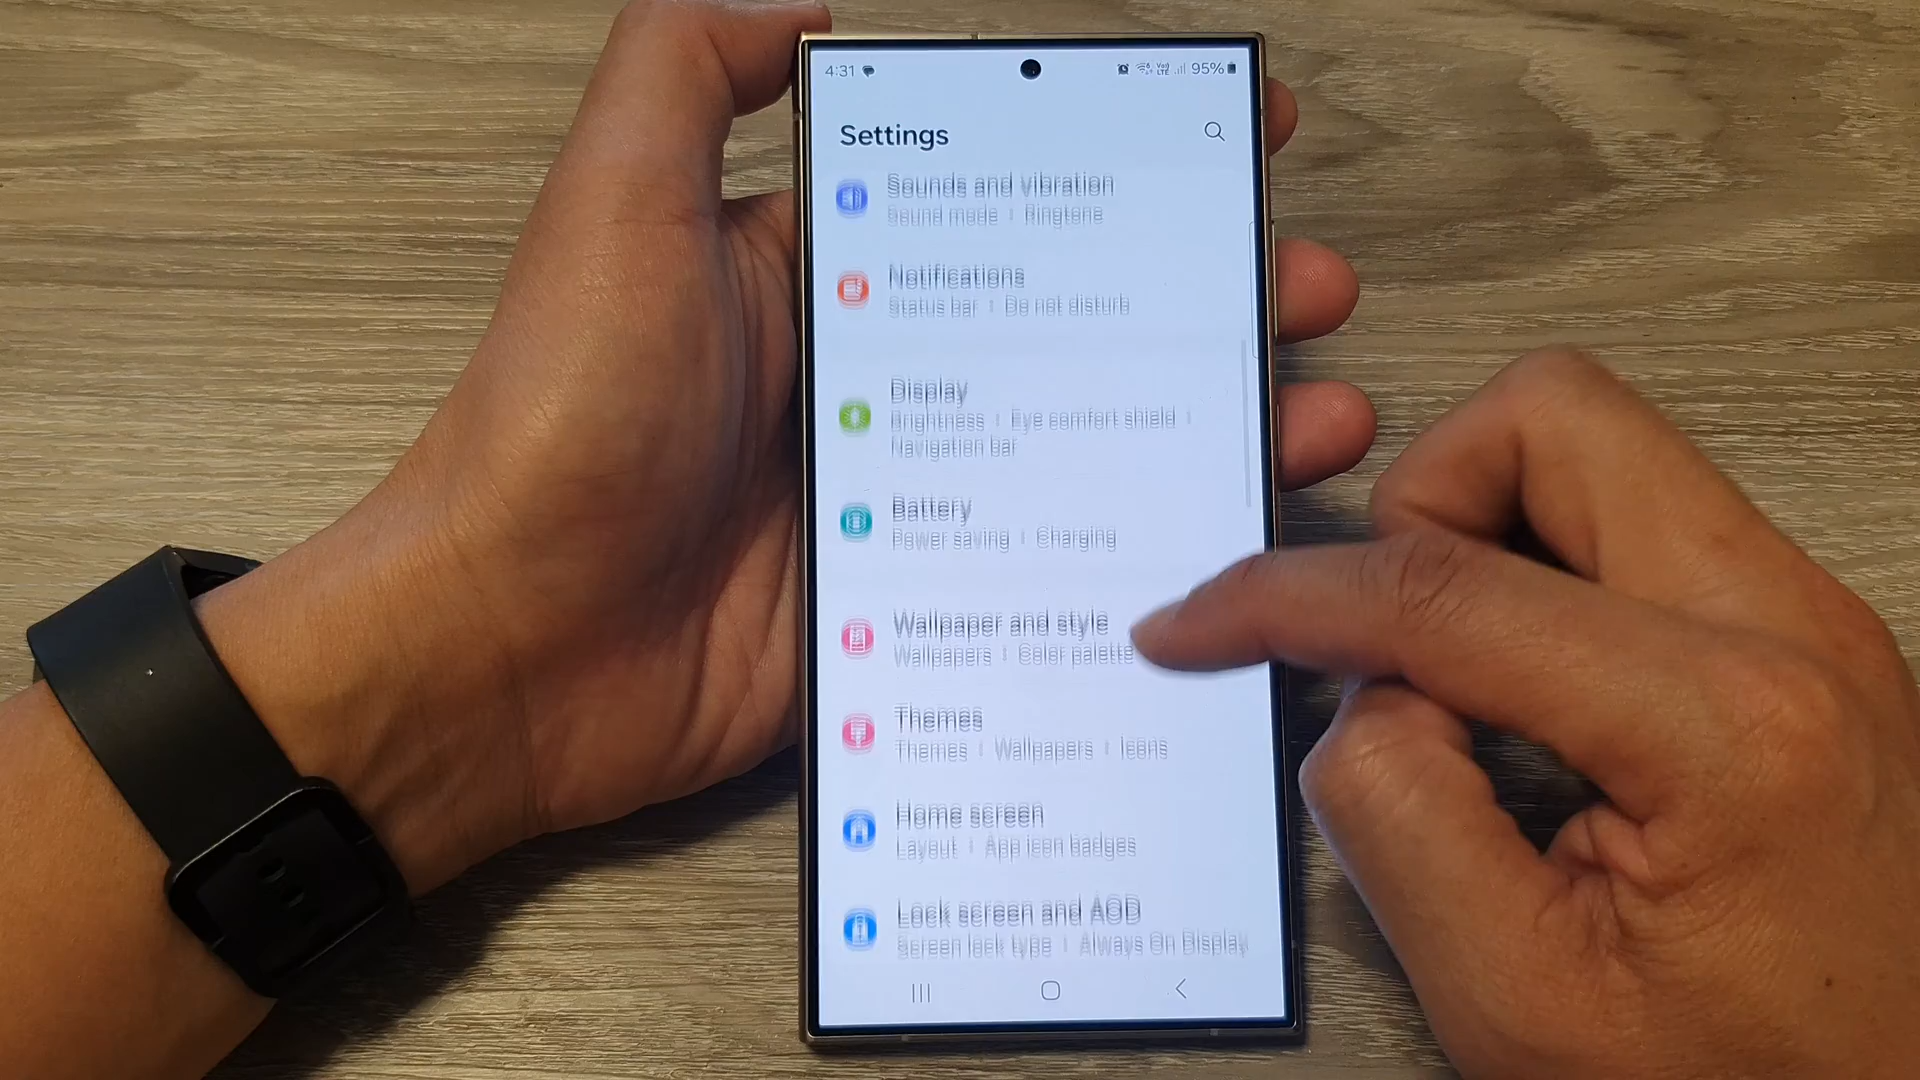 4:31 95%
Settings
Sounds and vibration
Sound mode Ringtone
Notifications
Status bar Do not disturb
Display
Brightness Eye comfort shield
Navigation bar
Battery
Power saving Charging
Wallpaper and style
Wallpapers Color palette
Themes
Themes Wallpapers Icons
Home screen
Layout App icon badges
Lock screen and AOD
Screen lock type Always On Display